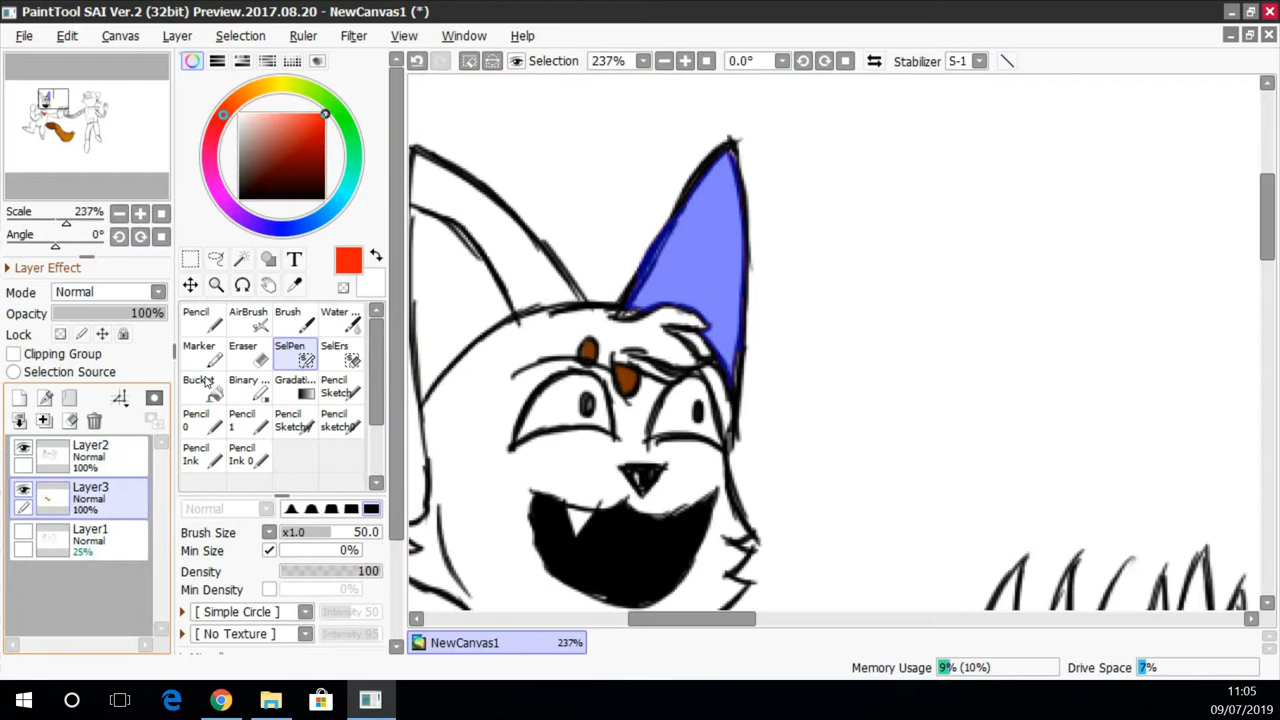 PaintTool SAI Ver.2 (32bit) Preview.2017.08.20 - NewCanvas1 (*)
File Edit Canvas Layer Selection Ruler Filter View Window Help
Selection 237% 0.0° Stabilizer S-1
Scale 237%
Angle 0°
Layer Effect
Mode Normal
Opacity 100%
Lock
Clipping Group
Selection Source
Layer2
Normal
100%
Layer3
Normal
100%
Layer1
Normal
25%
T
Pencil AirBrush Brush Water ...
Marker Eraser SelPen SelErs
Bucket Binary ... Gradati... Pencil Sketch
Pencil 0 Pencil 1 Pencil Sketchy Pencil sketch0
Pencil Ink Pencil Ink 0
Normal
Brush Size x1.0 50.0
Min Size 0%
Density 100
Min Density 0%
[ Simple Circle ] Intensity 50
[ No Texture ] Intensity 95
NewCanvas1 237%
Memory Usage 9% (10%) Drive Space 7%
11:05
09/07/2019